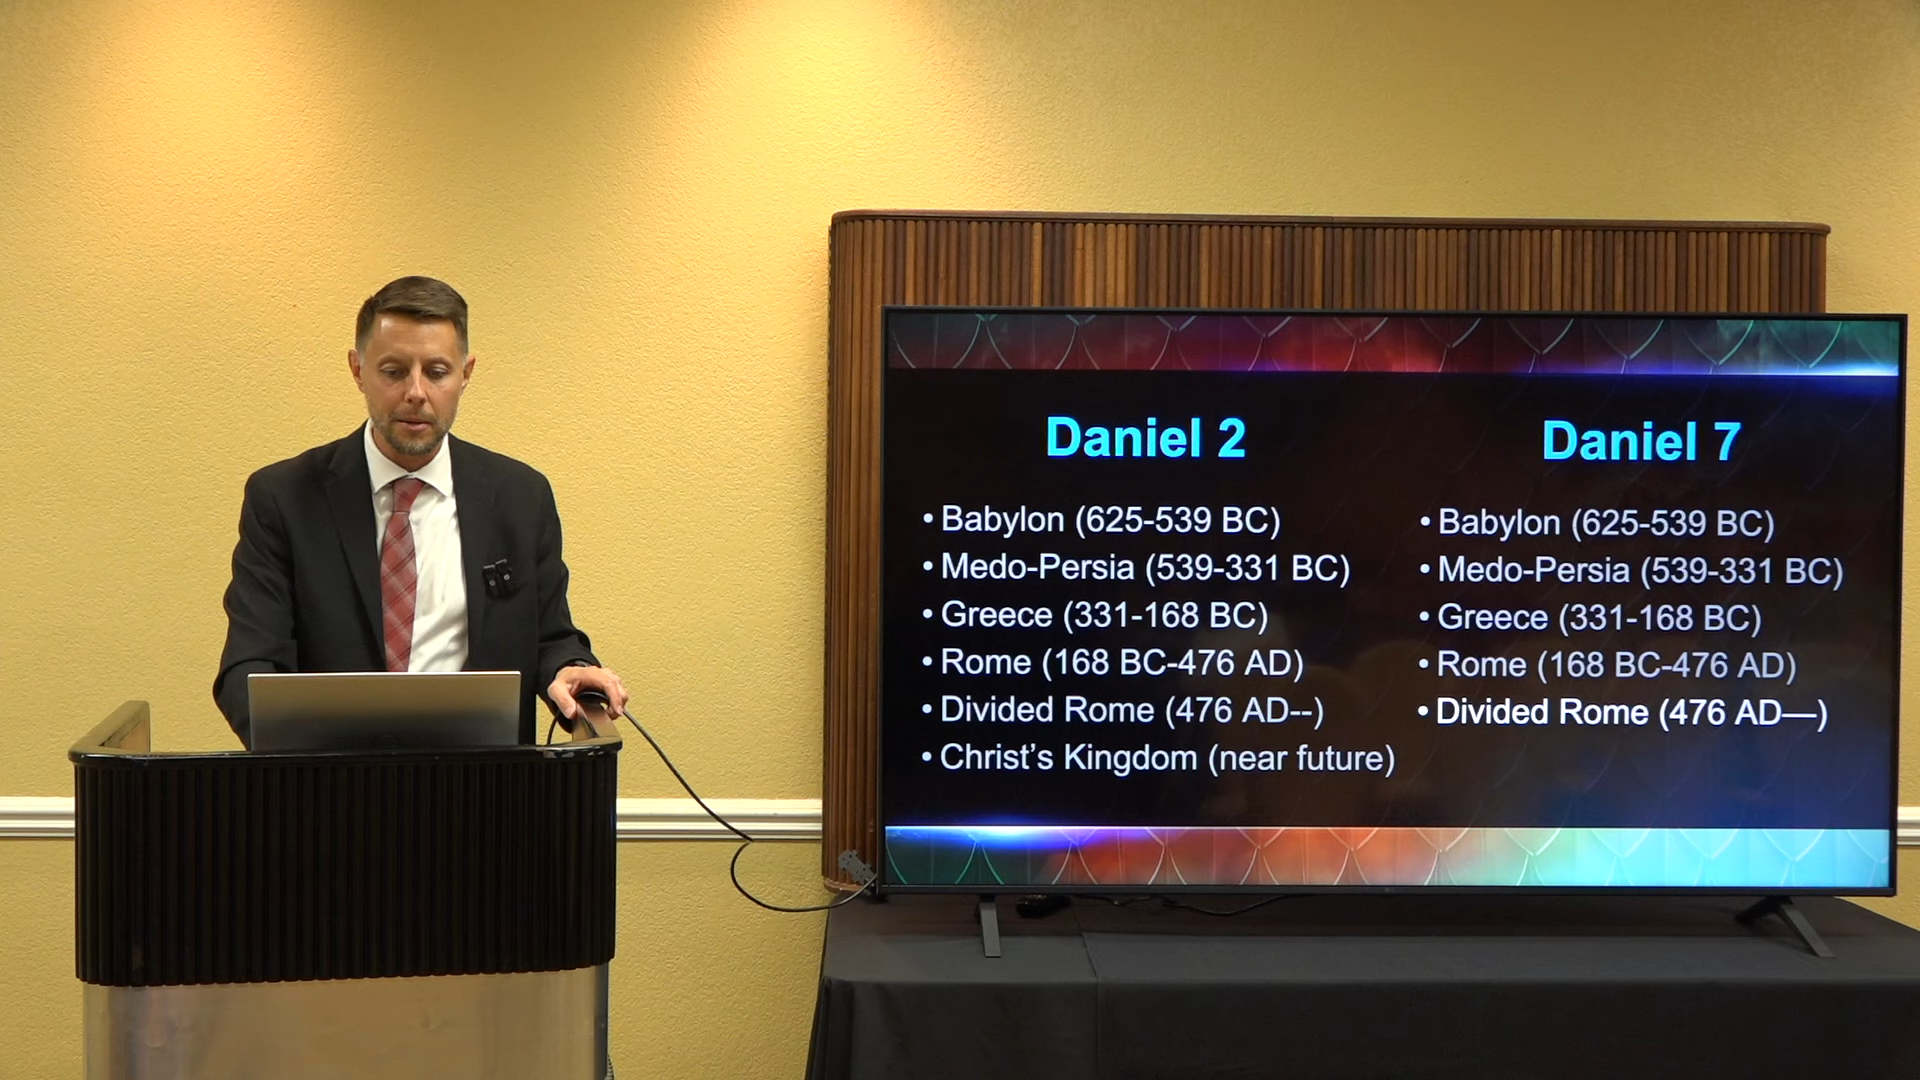 Daniel 2
• Babylon (625-539 BC)
• Medo-Persia (539-331 BC)
• Greece (331-168 BC)
• Rome (168 BC-476 AD)
• Divided Rome (476 AD--)
• Christ’s Kingdom (near future)
Daniel 7
• Babylon (625-539 BC)
• Medo-Persia (539-331 BC)
• Greece (331-168 BC)
• Rome (168 BC-476 AD)
• Divided Rome (476 AD—)